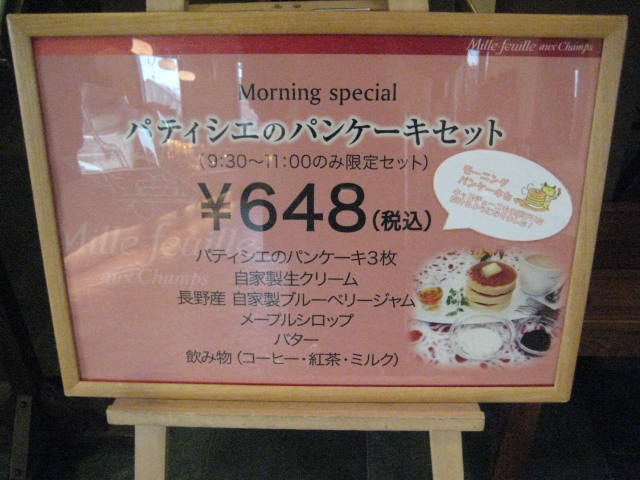 Mille-feuille aux Champs
Morning special
パティシエのパンケーキセット
(9:30～11:00のみ限定セット)
¥648(税込)
モーニング
パンケーキも
パティシエのパンケーキ3枚
自家製生クリーム
長野産 自家製ブルーベリージャム
メープルシロップ
バター
飲み物(コーヒー・紅茶・ミルク)
Mille-feuille
aux Champs